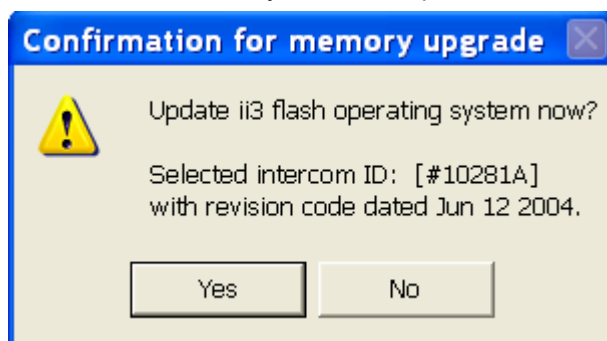 Confirmation for memory upgrade
Update ii3 flash operating system now?
Selected intercom ID: [#10281A]
with revision code dated Jun 12 2004.
Yes
No